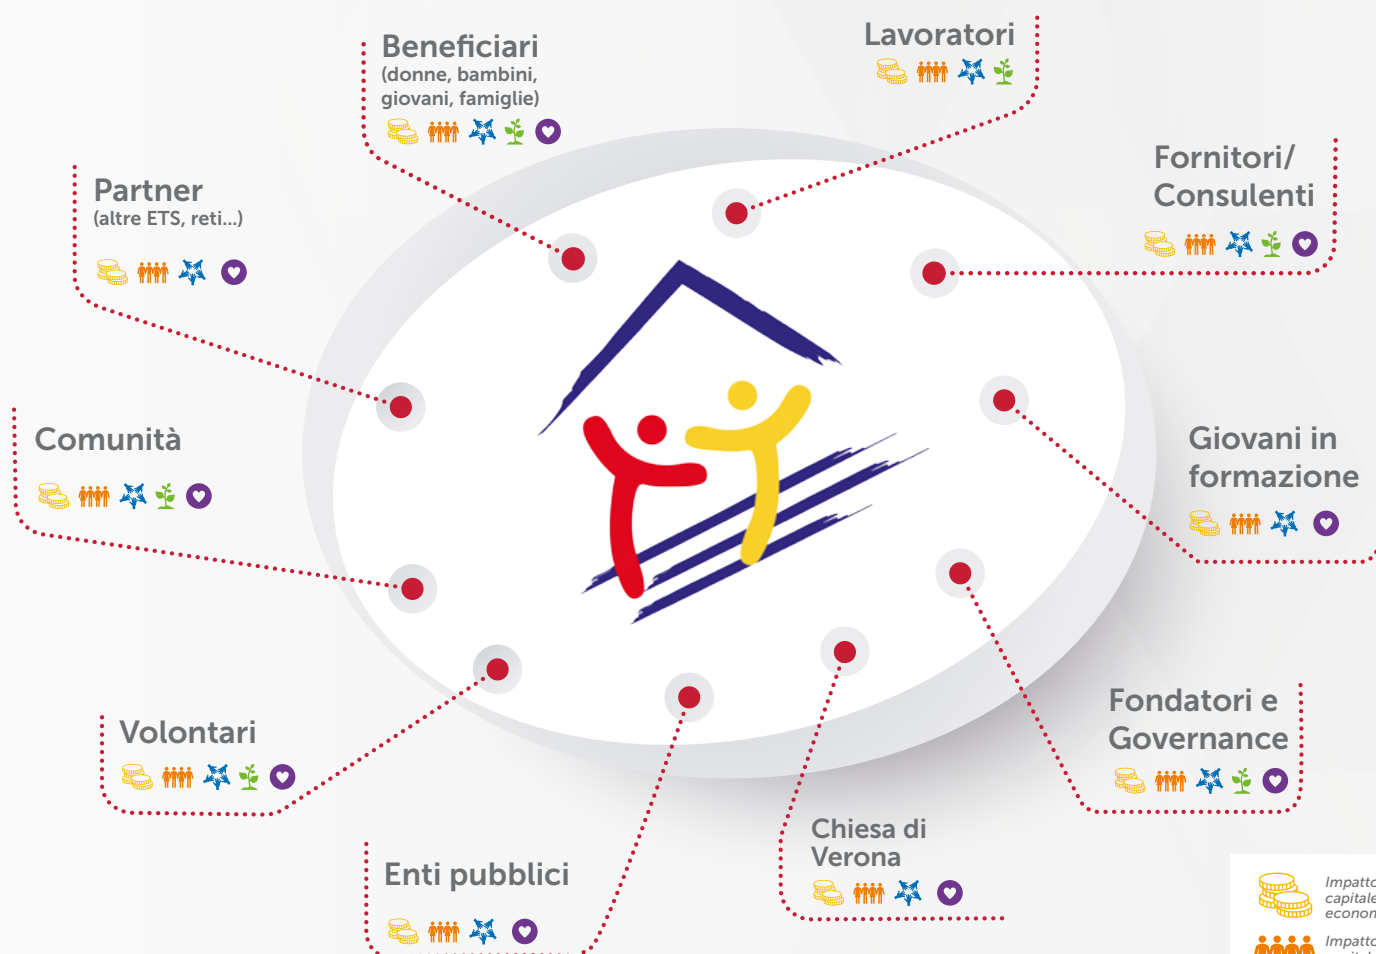 Beneficiari
(donne, bambini,
giovani, famiglie)
Lavoratori
Fornitori/
Consulenti
Partner
(altre ETS, reti...)
Comunità
Giovani in
formazione
Volontari
Fondatori e
Governance
Chiesa di
Verona
Enti pubblici
Impatto
capitale
econom
Impatto